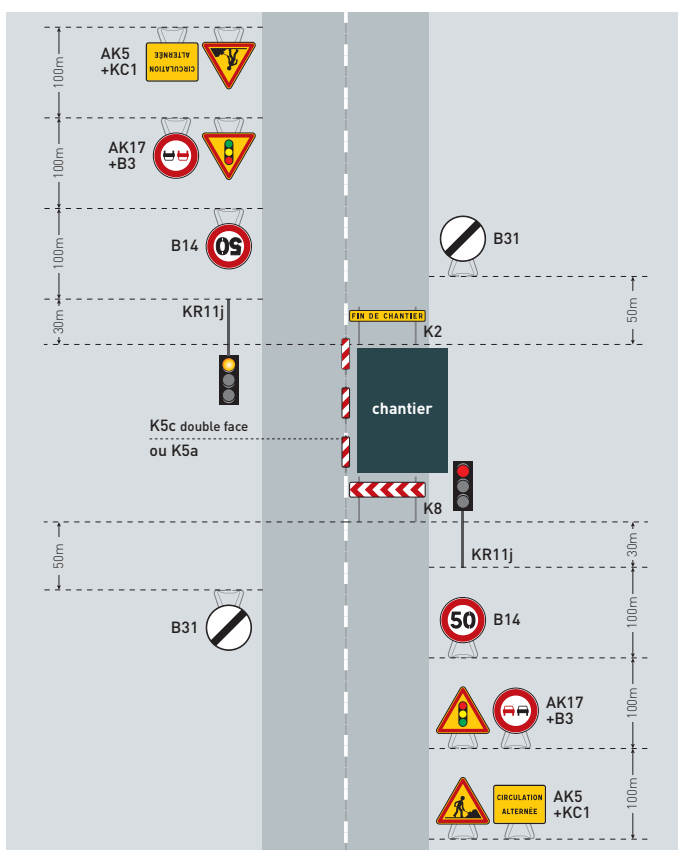 100m
AK5
+KC1
CIRCULATION
ALTERNÉE
100m
AK17
+B3
100m
B14
50
B31
50m
30m
KR11j
FIN DE CHANTIER
K2
chantier
K5c double face
ou K5a
K8
50m
KR11j
30m
B31
50
B14
100m
AK17
+B3
100m
CIRCULATION
ALTERNÉE
AK5
+KC1
100m